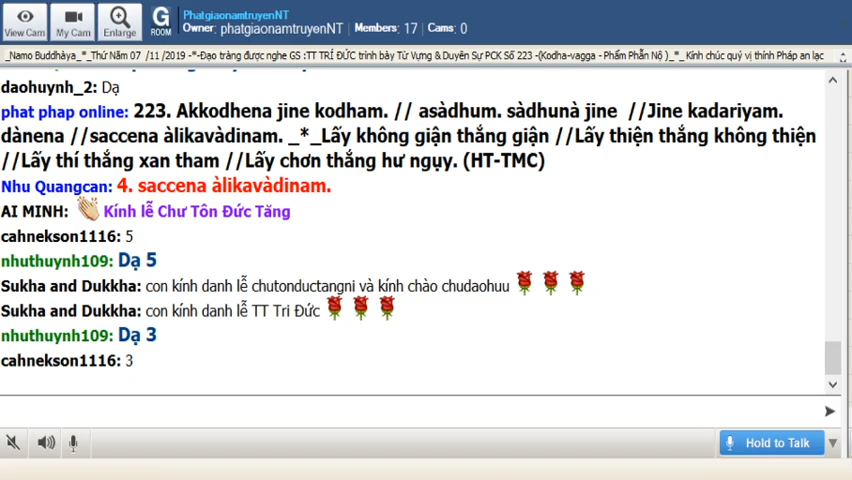 PhatgiaonamtruyenNT
Owner: phatgiaonamtruyenNT Members: 17 Cams: 0
View Cam My Cam Enlarge G ROOM
_Namo Buddhàya_*_Thứ Năm 07 /11 /2019 -*-Đạo tràng được nghe GS :TT TRÍ ĐỨC trình bày Từ Vựng & Duyên Sự PCK Số 223 -(Kodha-vagga - Phẩm Phẫn Nộ )_*_ Kính chúc quý vị thính Pháp an lạc
daohuynh_2: Dạ
phat phap online: 223. Akkodhena jine kodham. // asàdhum. sàdhunà jine //Jine kadariyam.
dànena //saccena àlikavàdinam. _*_Lấy không giận thắng giận //Lấy thiện thắng không thiện
//Lấy thí thắng xan tham //Lấy chơn thắng hư ngụy. (HT-TMC)
Nhu Quangcan: 4. saccena àlikavàdinam.
AI MINH: Kính lễ Chư Tôn Đức Tăng
cahnekson1116: 5
nhuthuynh109: Dạ 5
Sukha and Dukkha: con kính danh lễ chutonductangni và kính chào chudaohuu
Sukha and Dukkha: con kính danh lễ TT Tri Đức
nhuthuynh109: Dạ 3
cahnekson1116: 3
Hold to Talk